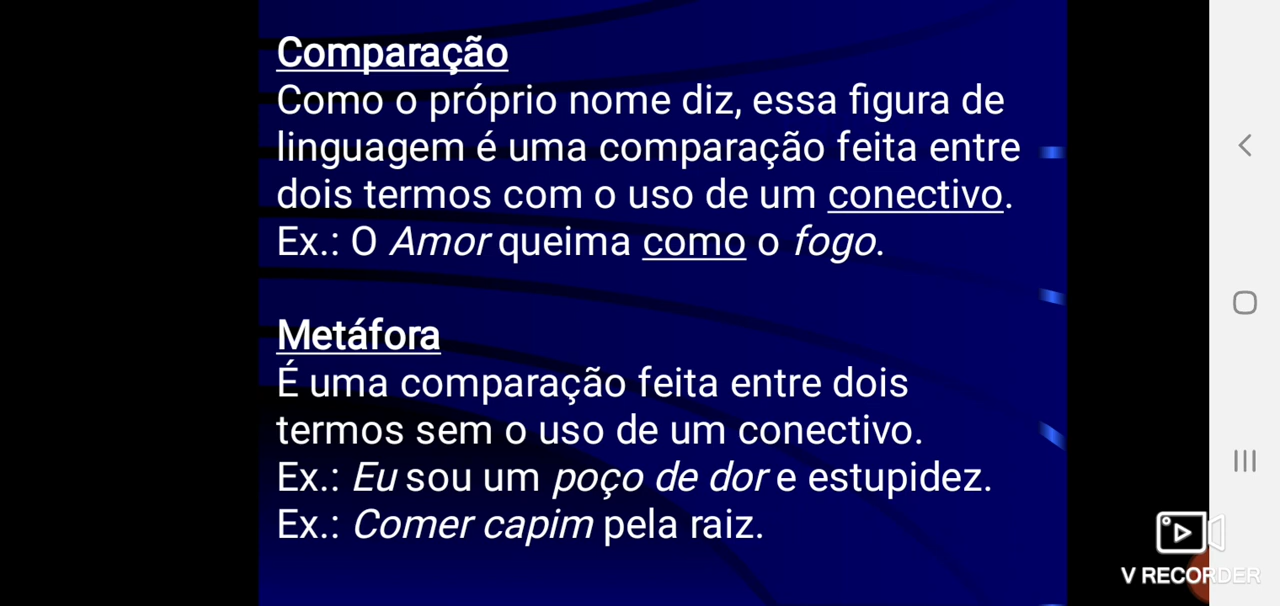 Comparação
Como o próprio nome diz, essa figura de
linguagem é uma comparação feita entre
dois termos com o uso de um conectivo.
Ex.: O Amor queima como o fogo.
Metáfora
É uma comparação feita entre dois
termos sem o uso de um conectivo.
Ex.: Eu sou um poço de dor e estupidez.
Ex.: Comer capim pela raiz.
V RECORDER